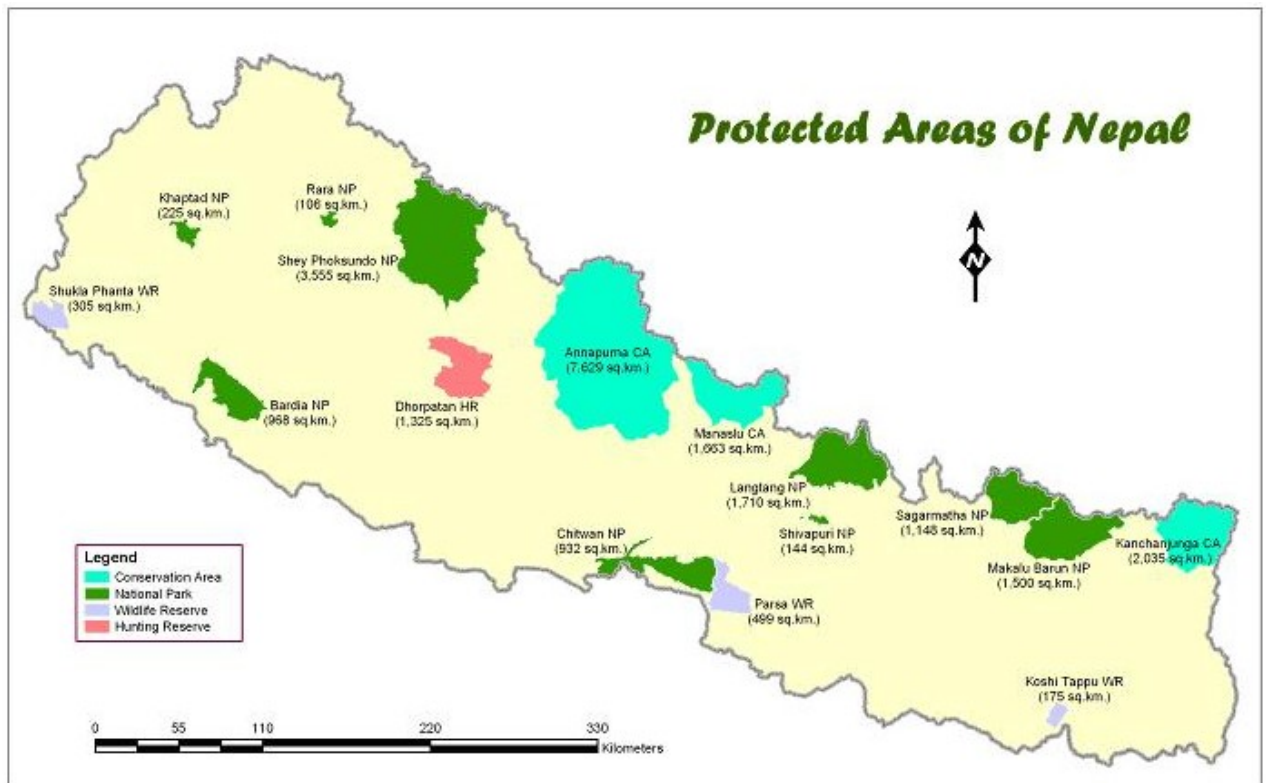 Protected Areas of Nepal
N
Khaptad NP
(225 sq.km.)
Rara NP
(106 sq.km.)
Shey Phoksundo NP
(3,555 sq.km.)
Shukla Phanta WR
(305 sq.km.)
Annapurna CA
(7,629 sq.km.)
Bardia NP
(968 sq.km.)
Dhorpatan HR
(1,325 sq.km.)
Manaslu CA
(1,663 sq.km.)
Langtang NP
(1,710 sq.km.)
Sagarmatha NP
(1,148 sq.km.)
Shivapuri NP
(144 sq.km.)
Chitwan NP
(932 sq.km.)
Kanchanjunga CA
(2,035 sq.km.)
Makalu Barun NP
(1,500 sq.km.)
Parsa WR
(499 sq.km.)
Koshi Tappu WR
(175 sq.km.)
Legend
Conservation Area
National Park
Wildlife Reserve
Hunting Reserve
0 55 110 220 330
Kilometers